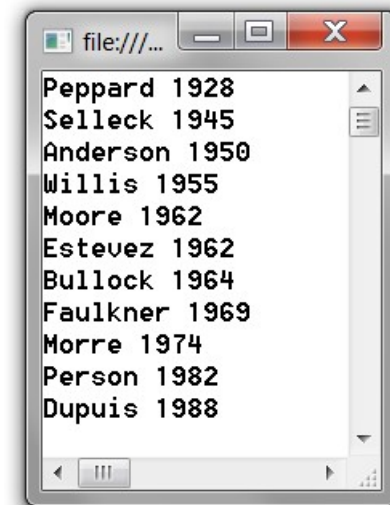 file:///...
Peppard 1928
Selleck 1945
Anderson 1950
Willis 1955
Moore 1962
Estevez 1962
Bullock 1964
Faulkner 1969
Morre 1974
Person 1982
Dupuis 1988